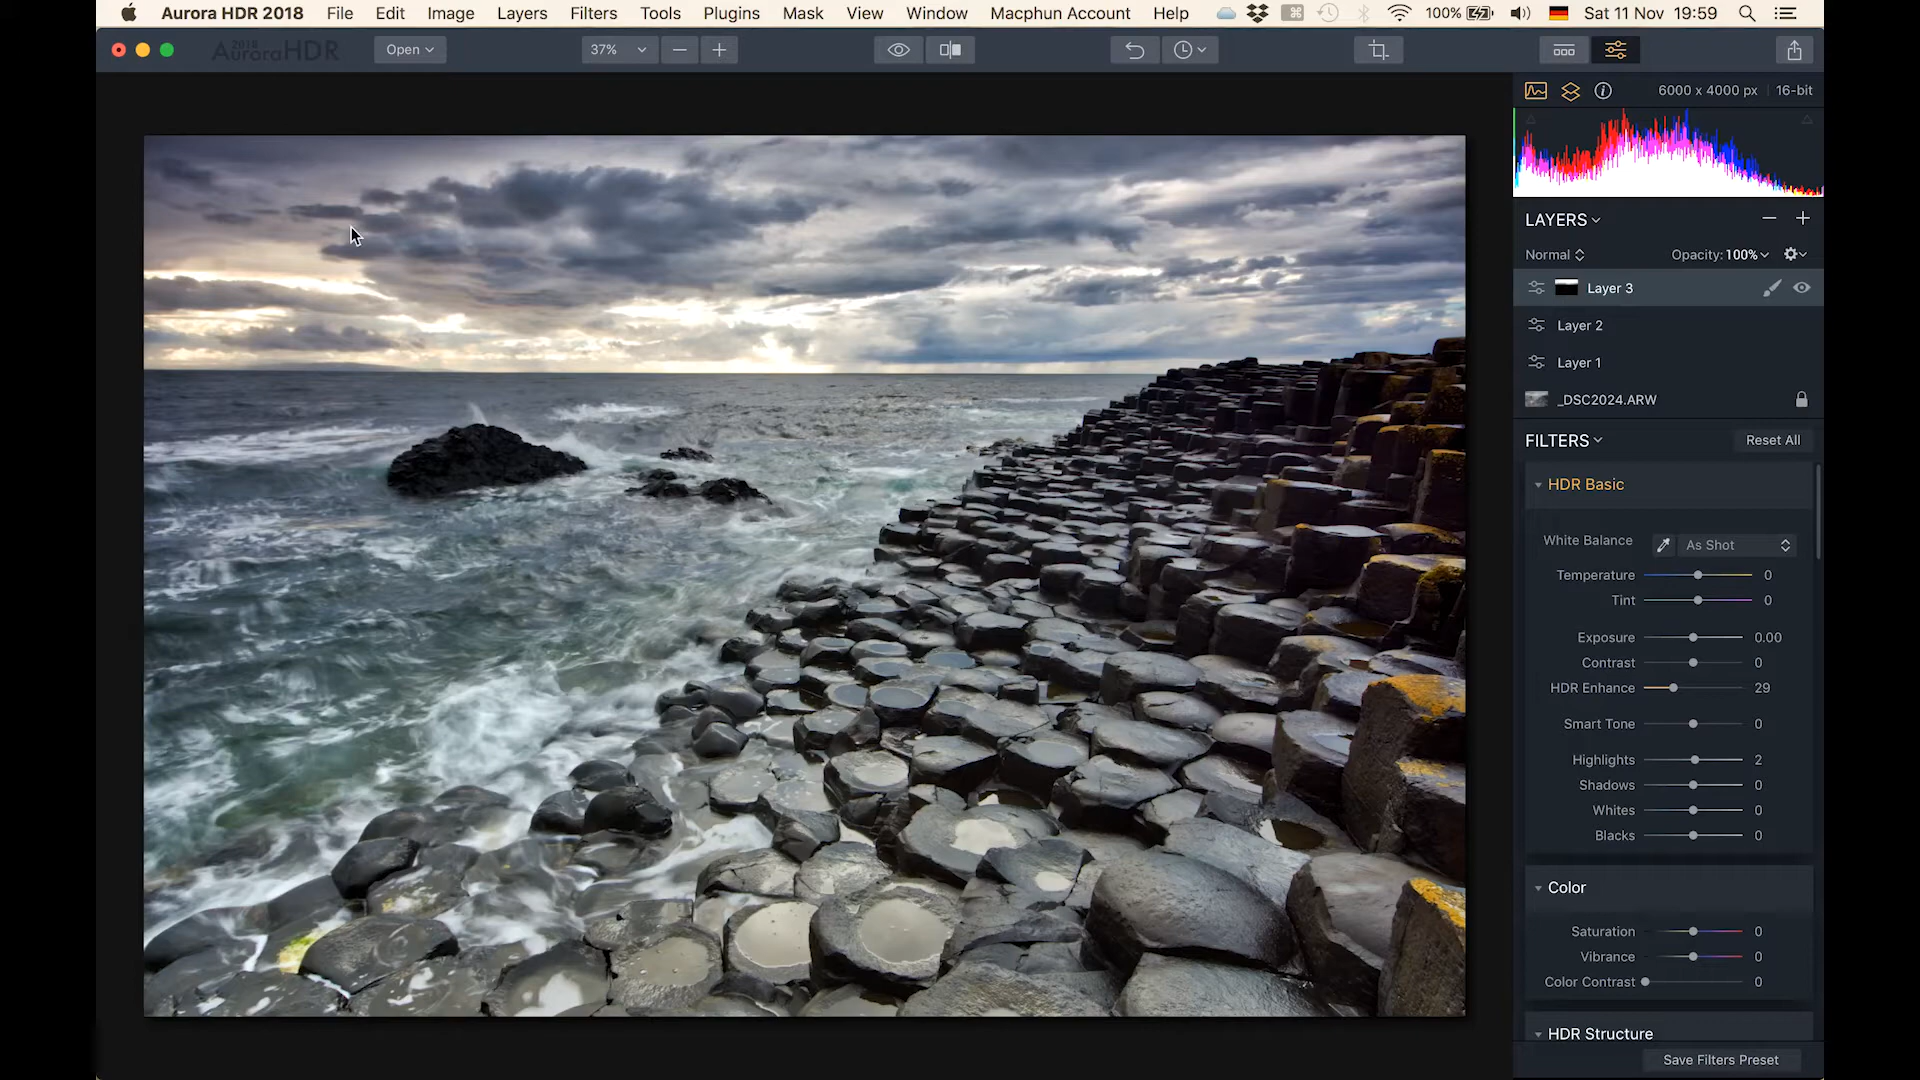 Aurora HDR 2018 File Edit Image Layers Filters Tools Plugins Mask View Window Macphun Account Help 100% Sat 11 Nov 19:59
2018
AuroraHDR Open 37%
6000 x 4000 px 16-bit
LAYERS
Normal Opacity: 100%
Layer 3
Layer 2
Layer 1
_DSC2024.ARW
FILTERS Reset All
HDR Basic
White Balance As Shot
Temperature 0
Tint 0
Exposure 0.00
Contrast 0
HDR Enhance 29
Smart Tone 0
Highlights 2
Shadows 0
Whites 0
Blacks 0
Color
Saturation 0
Vibrance 0
Color Contrast 0
HDR Structure
Save Filters Preset